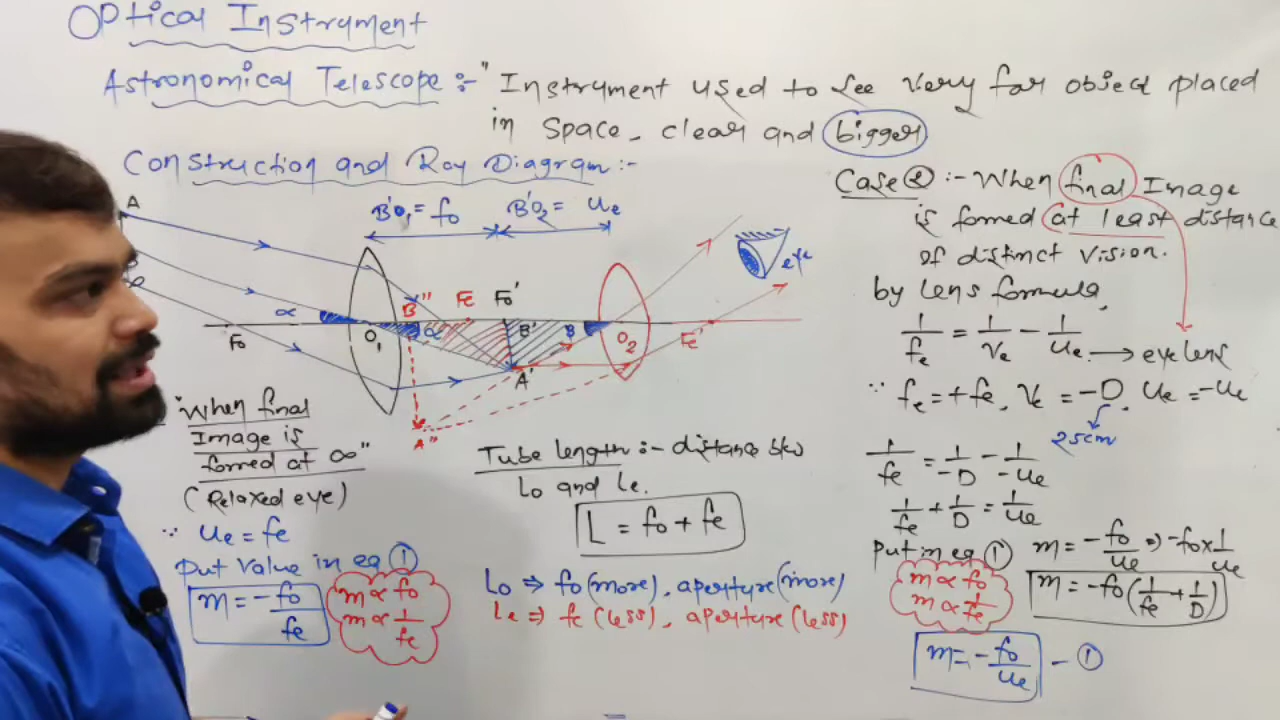 Optical Instrument
Astronomical Telescope :- "Instrument used to see very far object placed
in space, clear and bigger
Construction and Ray Diagram :-
B'O₁ = fo B'O₂ = ue
A
α
Fo
O₁
B"
α
Fe
Fo'
B'
A'
A"
β
O₂
Fe'
eye
"When final
Image is
formed at ∞"
(Relaxed eye)
∵ ue = fe
Put value in eq ①
m = -fo/fe
m ∝ fo
m ∝ 1/fe
Tube length :- distance b/w
Lo and Le.
L = fo + fe
Lo ⇒ fo (more), aperture (more)
Le ⇒ fe (less), aperture (less)
Case ② :- When final Image
is formed at least distance
of distinct vision.
by lens formula,
1/fe = 1/ve - 1/ue → eye lens
∵ fe = +fe, ve = -D, ue = -ue
25cm
1/fe = 1/-D - 1/-ue
1/fe + 1/D = 1/ue
Put in eq ① m = -fo/ue ⇒ -fo × 1/ue
m ∝ fo
m ∝ 1/fe
m = -fo(1/fe + 1/D)
m = -fo/ue - ①